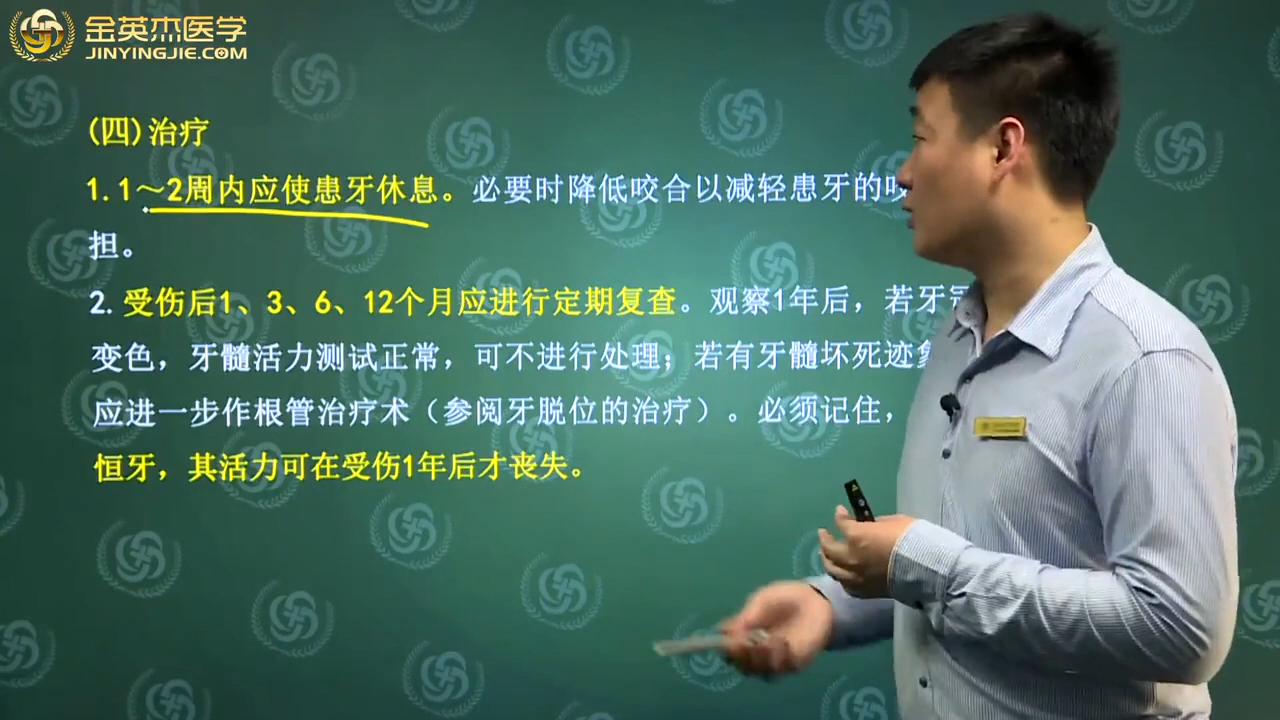 金英杰医学
JINYINGJIE.COM
(四)治疗
1.1～2周内应使患牙休息。必要时降低咬合以减轻患牙的
担。
2.受伤后1、3、6、12个月应进行定期复查。观察1年后，若牙
变色，牙髓活力测试正常，可不进行处理；若有牙髓坏死迹
应进一步作根管治疗术（参阅牙脱位的治疗）。必须记住，
恒牙，其活力可在受伤1年后才丧失。